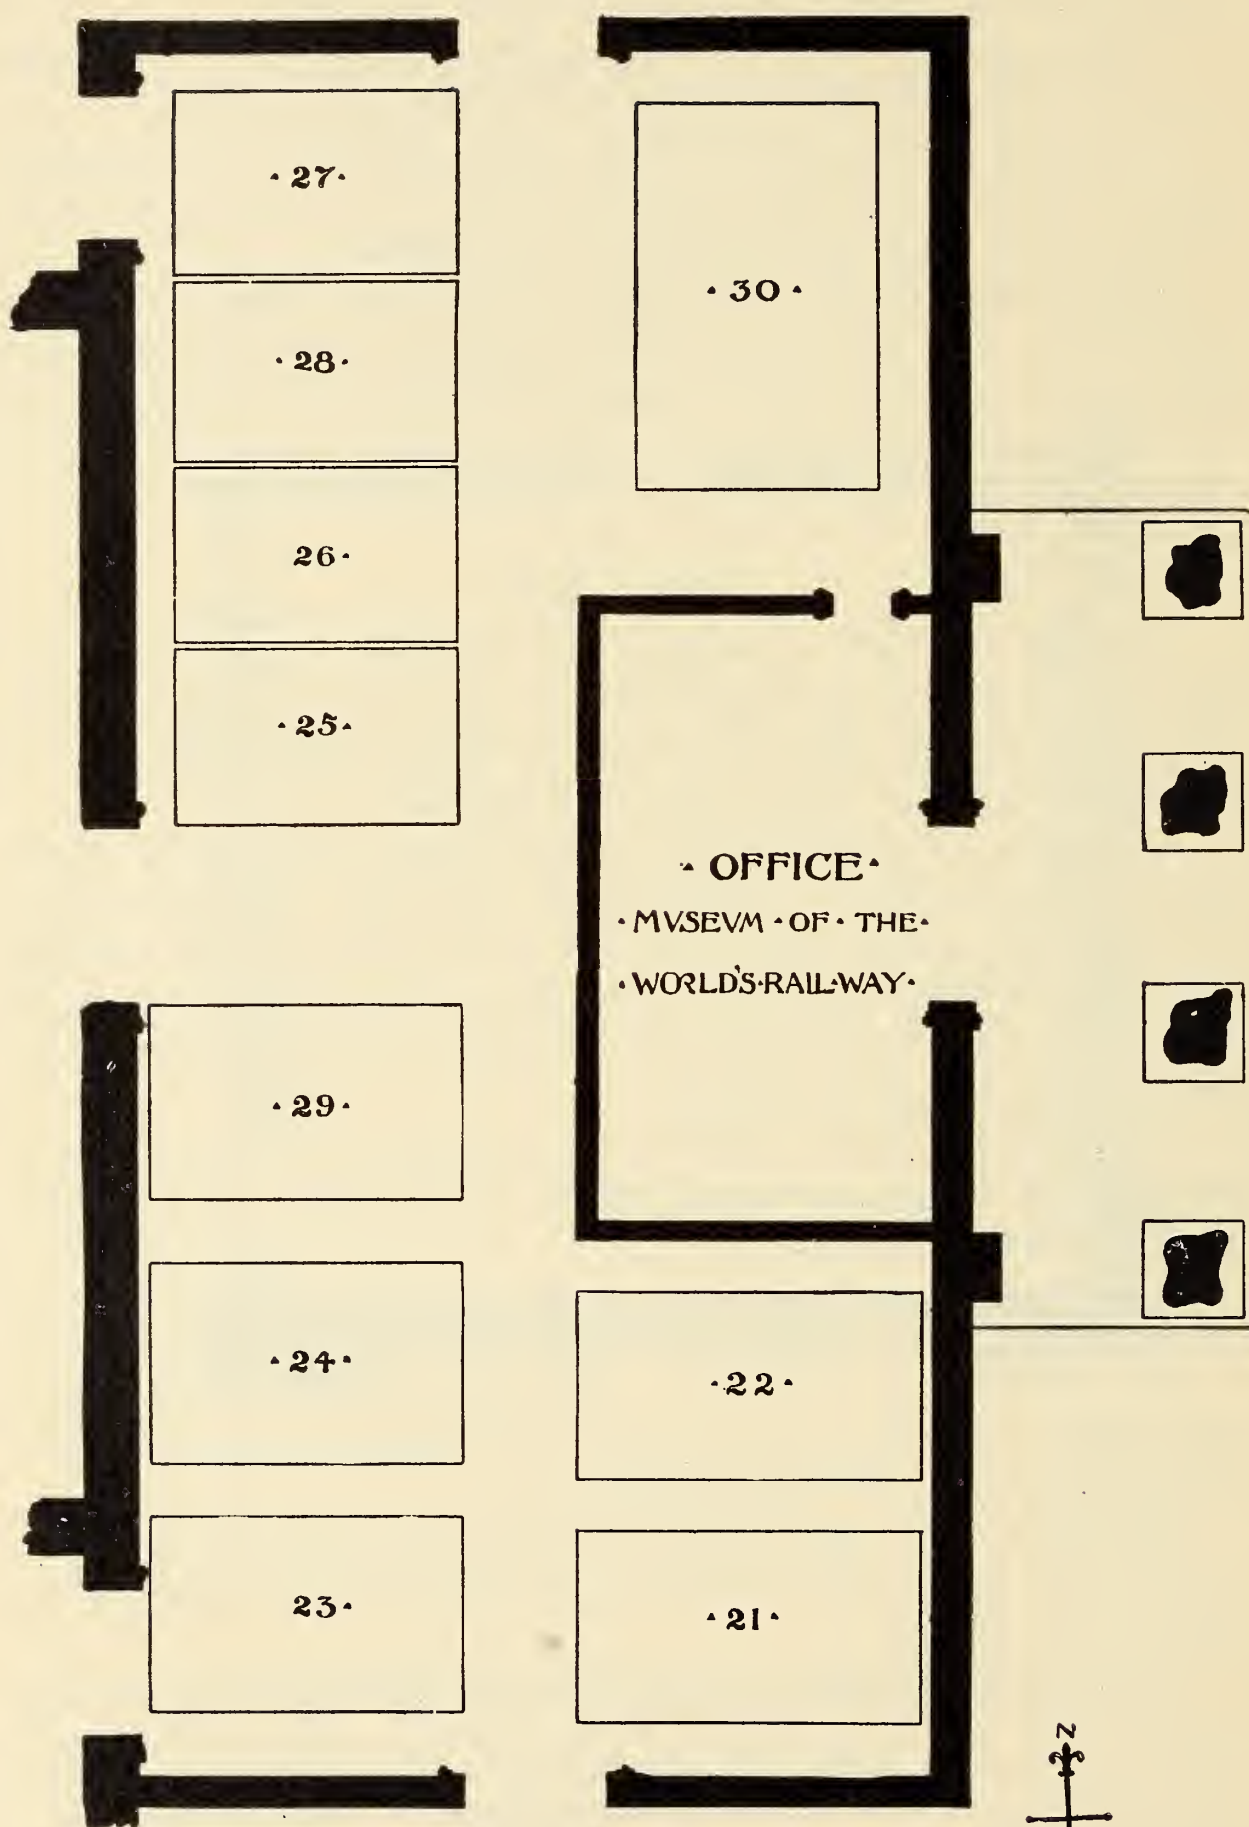 · 27 ·
· 30 ·
· 28 ·
26 ·
· 25 ·
· OFFICE ·
· MVSEVM · OF · THE ·
· WORLD'S · RAIL · WAY ·
· 29 ·
· 24 ·
· 22 ·
23 ·
· 21 ·
N